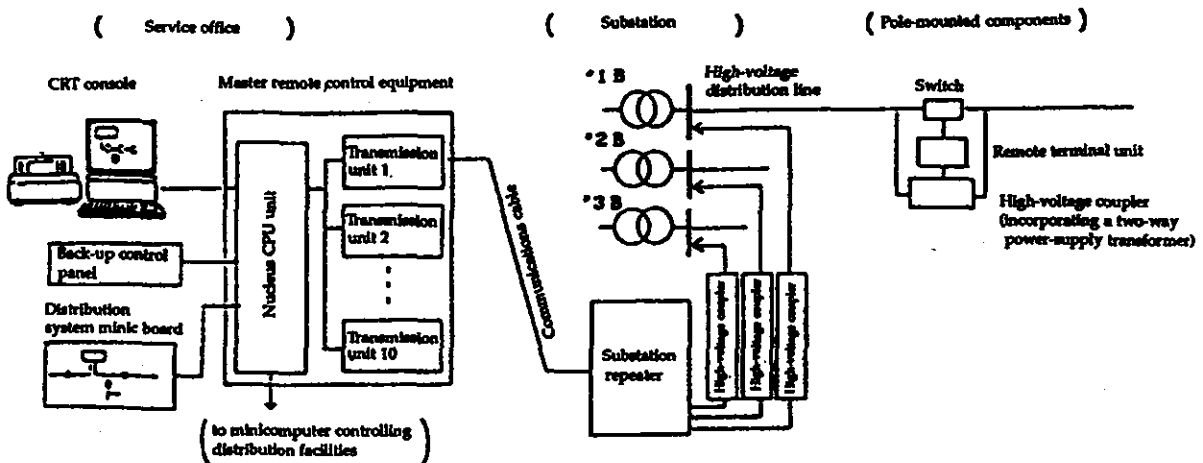 ( Service office )
( Substation )
( Pole-mounted components )
CRT console
Master remote control equipment
Nucleus CPU unit
Transmission
unit 1
Transmission
unit 2
Transmission
unit 10
Back-up control
panel
Distribution
system minic board
(to minicomputer controlling
distribution facilities)
Communications cable
#1 B
#2 B
#3 B
High-voltage
distribution line
Substation
repeater
High-voltage coupler
High-voltage coupler
High-voltage coupler
Switch
Remote terminal unit
High-voltage coupler
(incorporating a two-way
power-supply transformer)